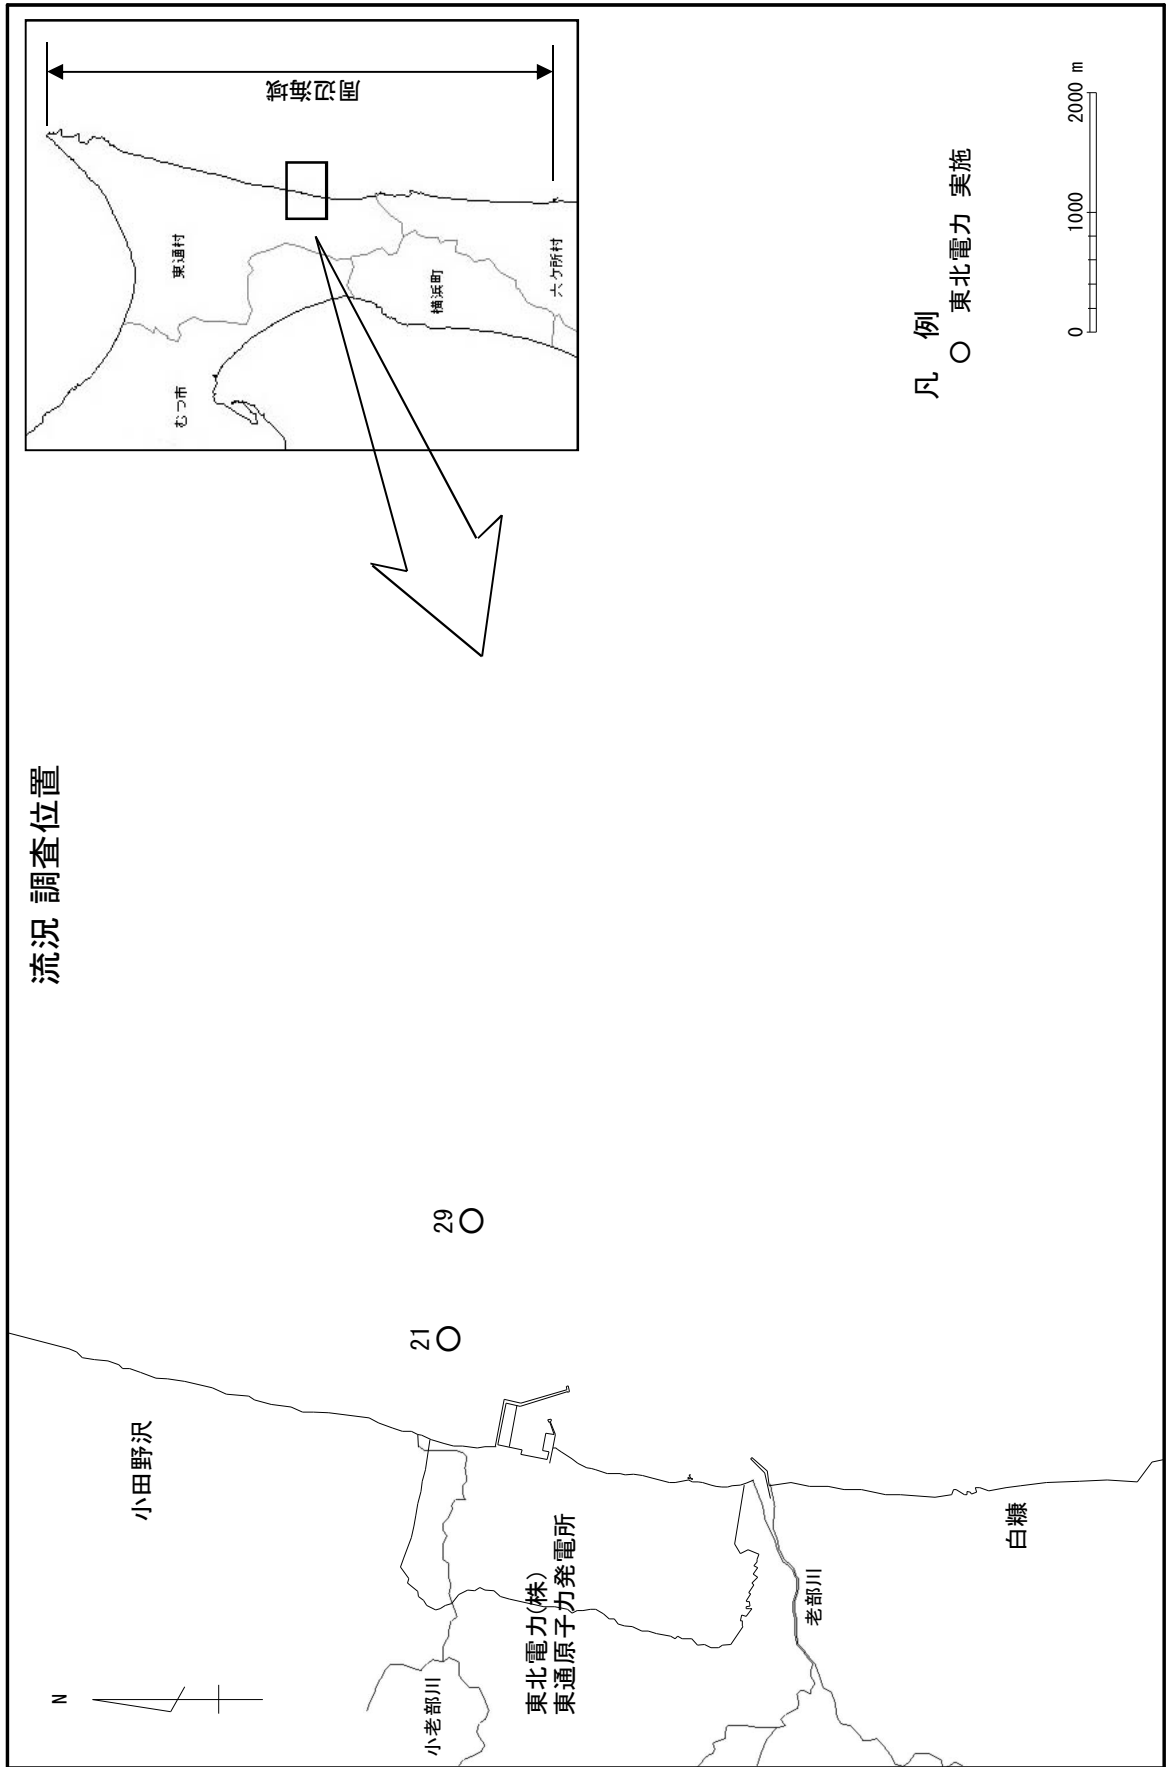 流況 調査位置
N
小田野沢
小老部川
東北電力(株)
東通原子力発電所
老部川
白糠
21
29
むつ市
東通村
横浜町
六ケ所村
周辺海域
凡 例
○ 東北電力 実施
0 1000 2000 m